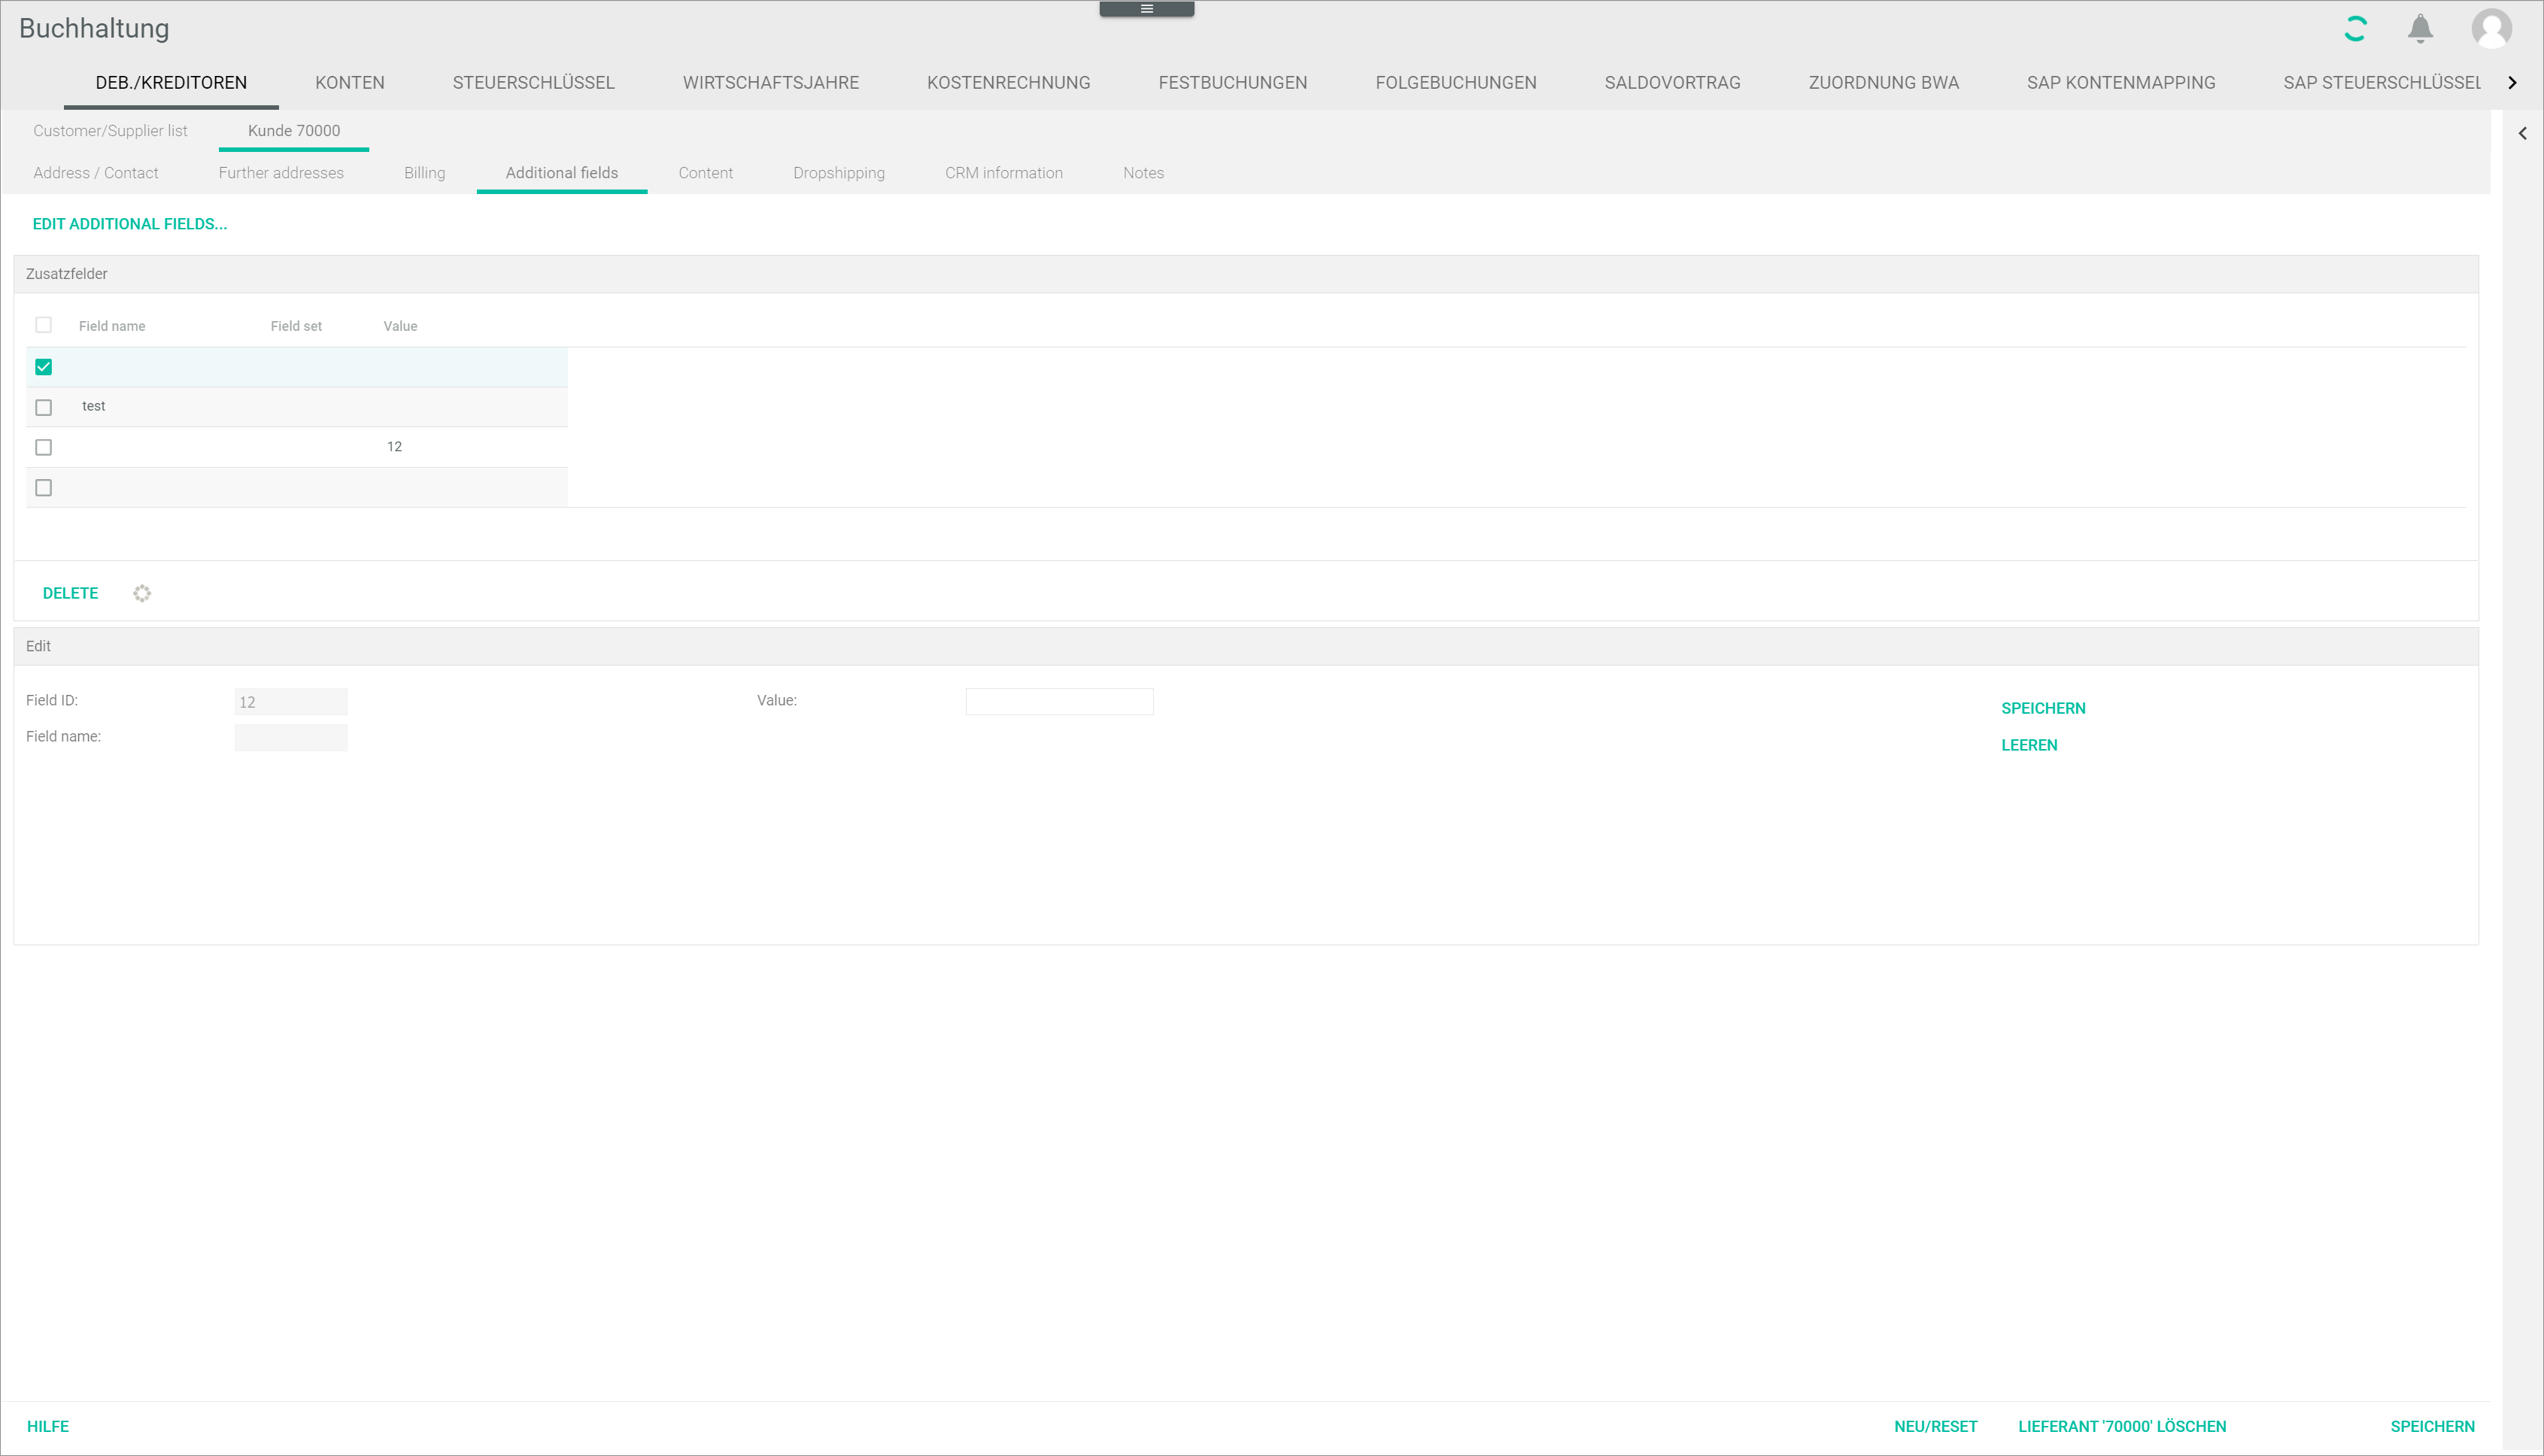 Buchhaltung
DEB./KREDITOREN KONTEN STEUERSCHLÜSSEL WIRTSCHAFTSJAHRE KOSTENRECHNUNG FESTBUCHUNGEN FOLGEBUCHUNGEN SALDOVORTRAG ZUORDNUNG BWA SAP KONTENMAPPING SAP STEUERSCHLÜSSEL
Customer/Supplier list Kunde 70000
Address / Contact Further addresses Billing Additional fields Content Dropshipping CRM information Notes
EDIT ADDITIONAL FIELDS...
Zusatzfelder
Field name Field set Value
test
12
DELETE
Edit
Field ID: 12 Value: SPEICHERN
Field name: LEEREN
HILFE NEU/RESET LIEFERANT '70000' LÖSCHEN SPEICHERN